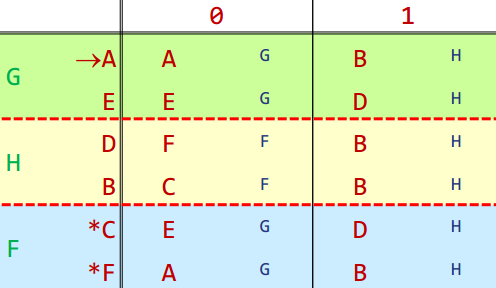 0 1
G →A A G B H
E E G D H
H D F F B H
B C F B H
F *C E G D H
*F A G B H